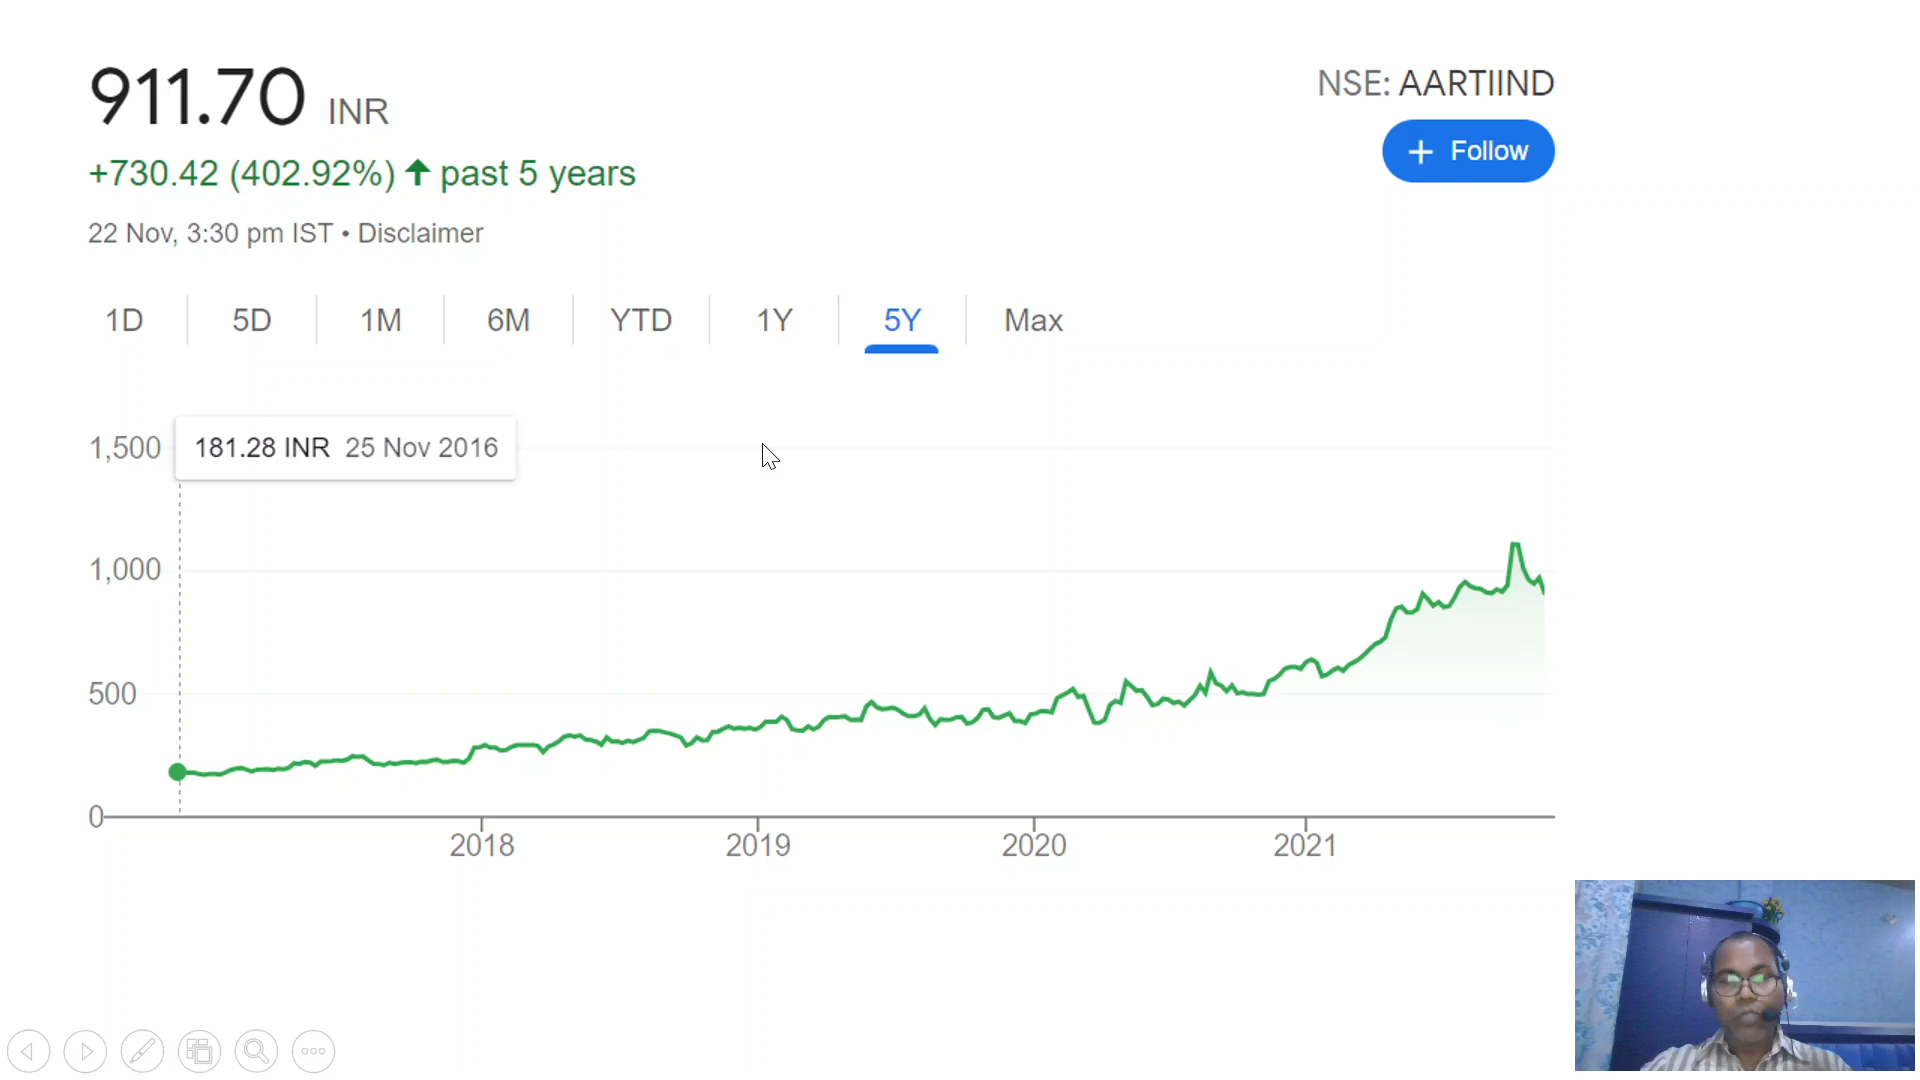 911.70 INR
NSE: AARTIIND
+ Follow
+730.42 (402.92%) ↑ past 5 years
22 Nov, 3:30 pm IST • Disclaimer
1D 5D 1M 6M YTD 1Y 5Y Max
1,500
181.28 INR 25 Nov 2016
1,000
500
0
2018 2019 2020 2021